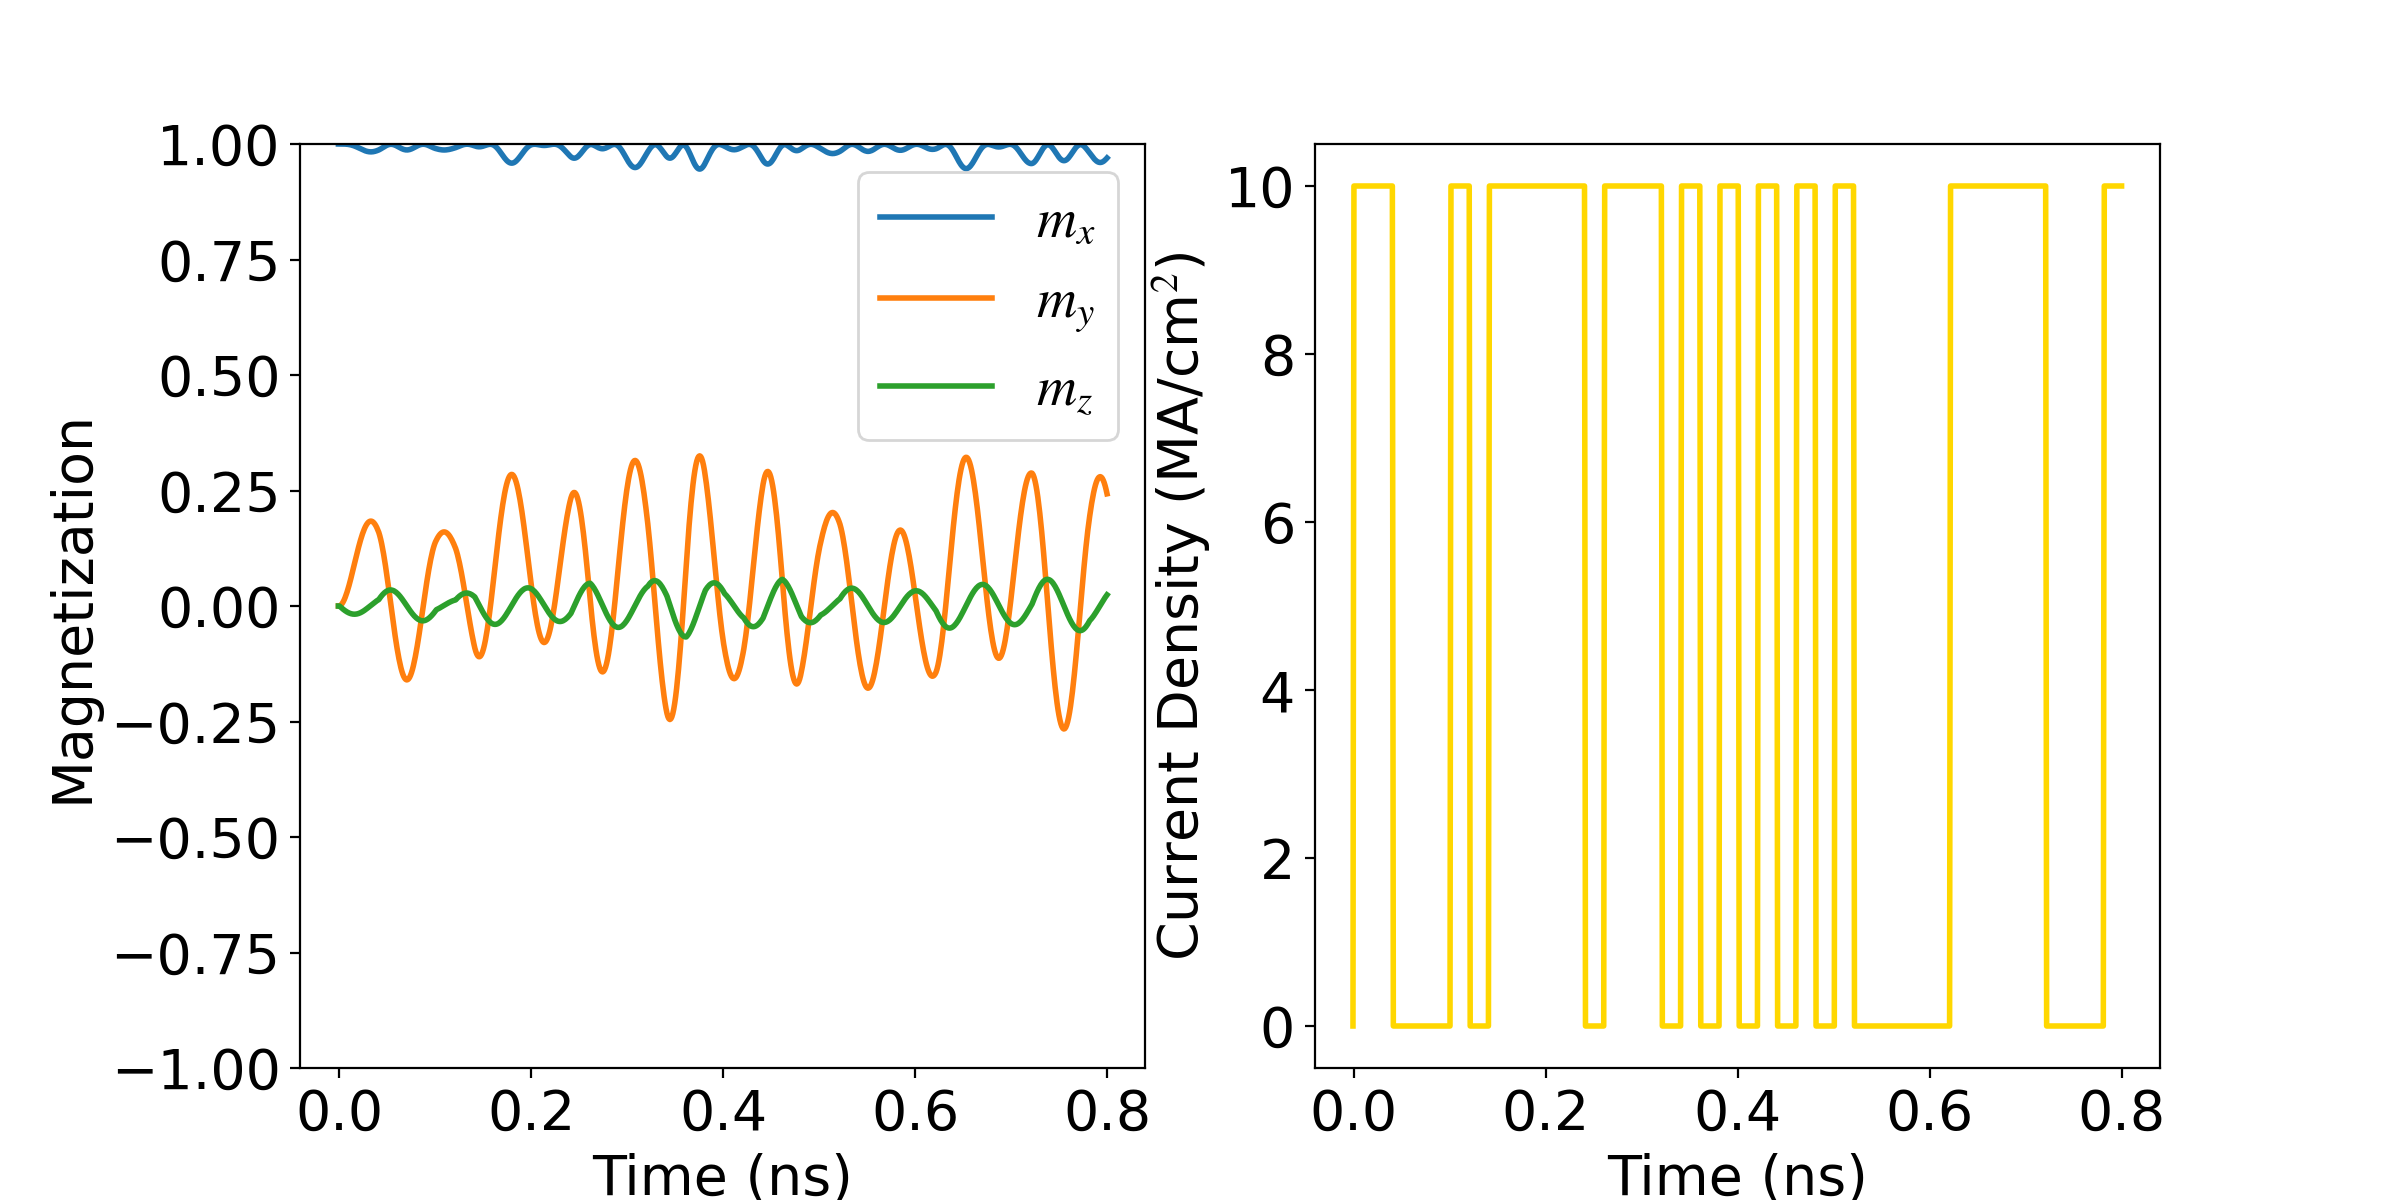 1.00
0.75
0.50
0.25
0.00
−0.25
−0.50
−0.75
−1.00
Magnetization
0.0 0.2 0.4 0.6 0.8
Time (ns)
m_x
m_y
m_z
10
8
6
4
2
0
Current Density (MA/cm²)
0.0 0.2 0.4 0.6 0.8
Time (ns)